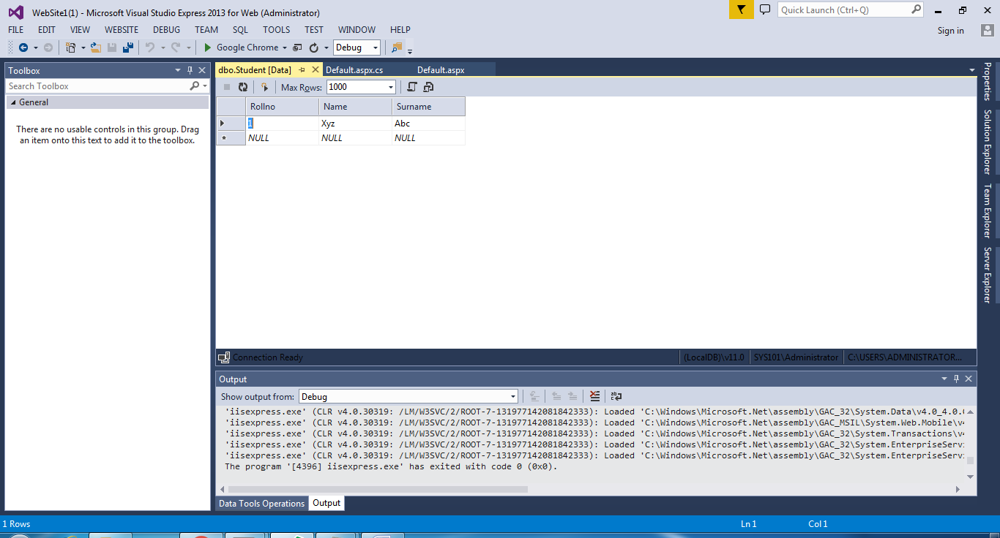 WebSite1(1) - Microsoft Visual Studio Express 2013 for Web (Administrator)
Quick Launch (Ctrl+Q)
FILE EDIT VIEW WEBSITE DEBUG TEAM SQL TOOLS TEST WINDOW HELP
Sign in
Google Chrome
Debug
Toolbox
Search Toolbox
General
There are no usable controls in this group. Drag
an item onto this text to add it to the toolbox.
dbo.Student [Data] Default.aspx.cs Default.aspx
Max Rows: 1000
Rollno Name Surname
1 Xyz Abc
NULL NULL NULL
Connection Ready
(LocalDB)\v11.0 SYS101\Administrator C:\USERS\ADMINISTRATOR...
Output
Show output from: Debug
'iisexpress.exe' (CLR v4.0.30319: /LM/W3SVC/2/ROOT-7-131977142081842333): Loaded 'C:\Windows\Microsoft.Net\assembly\GAC_32\System.Data\v4.0_4.0.
'iisexpress.exe' (CLR v4.0.30319: /LM/W3SVC/2/ROOT-7-131977142081842333): Loaded 'C:\Windows\Microsoft.Net\assembly\GAC_MSIL\System.Web.Mobile\v4
'iisexpress.exe' (CLR v4.0.30319: /LM/W3SVC/2/ROOT-7-131977142081842333): Loaded 'C:\Windows\Microsoft.Net\assembly\GAC_32\System.Transactions\v4
'iisexpress.exe' (CLR v4.0.30319: /LM/W3SVC/2/ROOT-7-131977142081842333): Loaded 'C:\Windows\Microsoft.Net\assembly\GAC_32\System.EnterpriseServi
'iisexpress.exe' (CLR v4.0.30319: /LM/W3SVC/2/ROOT-7-131977142081842333): Loaded 'C:\Windows\Microsoft.Net\assembly\GAC_32\System.EnterpriseServi
The program '[4396] iisexpress.exe' has exited with code 0 (0x0).
Data Tools Operations Output
Properties
Solution Explorer
Team Explorer
Server Explorer
1 Rows
Ln 1 Col 1